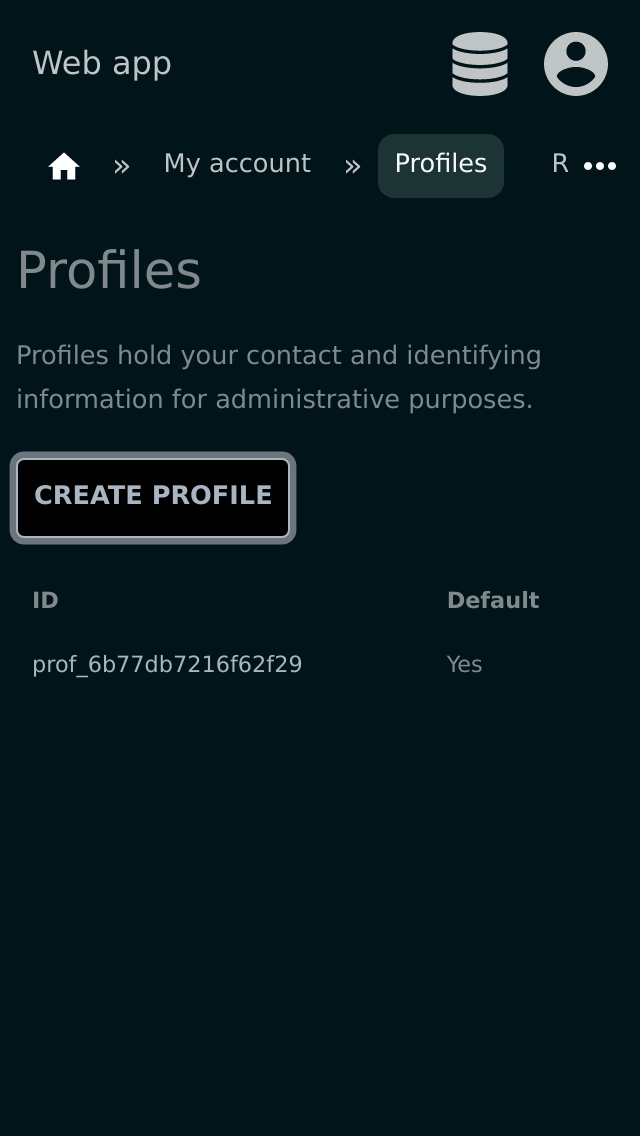 Web app
» My account » Profiles R •••
Profiles
Profiles hold your contact and identifying
information for administrative purposes.
CREATE PROFILE
ID Default
prof_6b77db7216f62f29 Yes